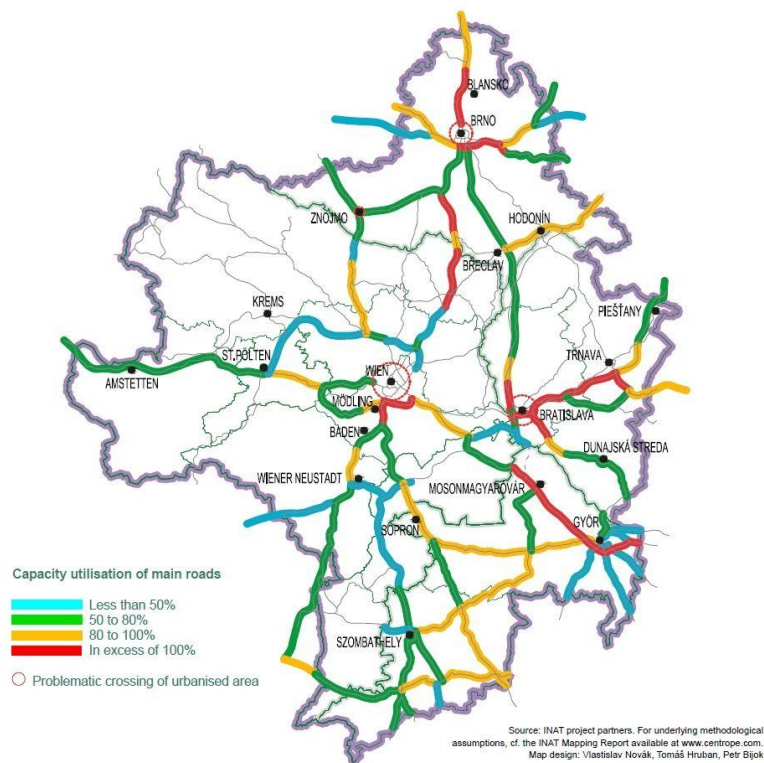 BLANSKO
BRNO
ZNOJMO
HODONÍN
BŘECLAV
KREMS
PIEŠŤANY
ST.PÖLTEN
TRNAVA
WIEN
AMSTETTEN
MÖDLING
BRATISLAVA
BADEN
DUNAJSKÁ STREDA
WIENER NEUSTADT
MOSONMAGYARÓVÁR
SOPRON
GYÖR
Capacity utilisation of main roads
Less than 50%
50 to 80%
80 to 100%
In excess of 100%
SZOMBATHELY
Problematic crossing of urbanised area
Source: INAT project partners. For underlying methodological
assumptions, cf. the INAT Mapping Report available at www.centrope.com.
Map design: Vlastislav Novák, Tomáš Hruban, Petr Bijok